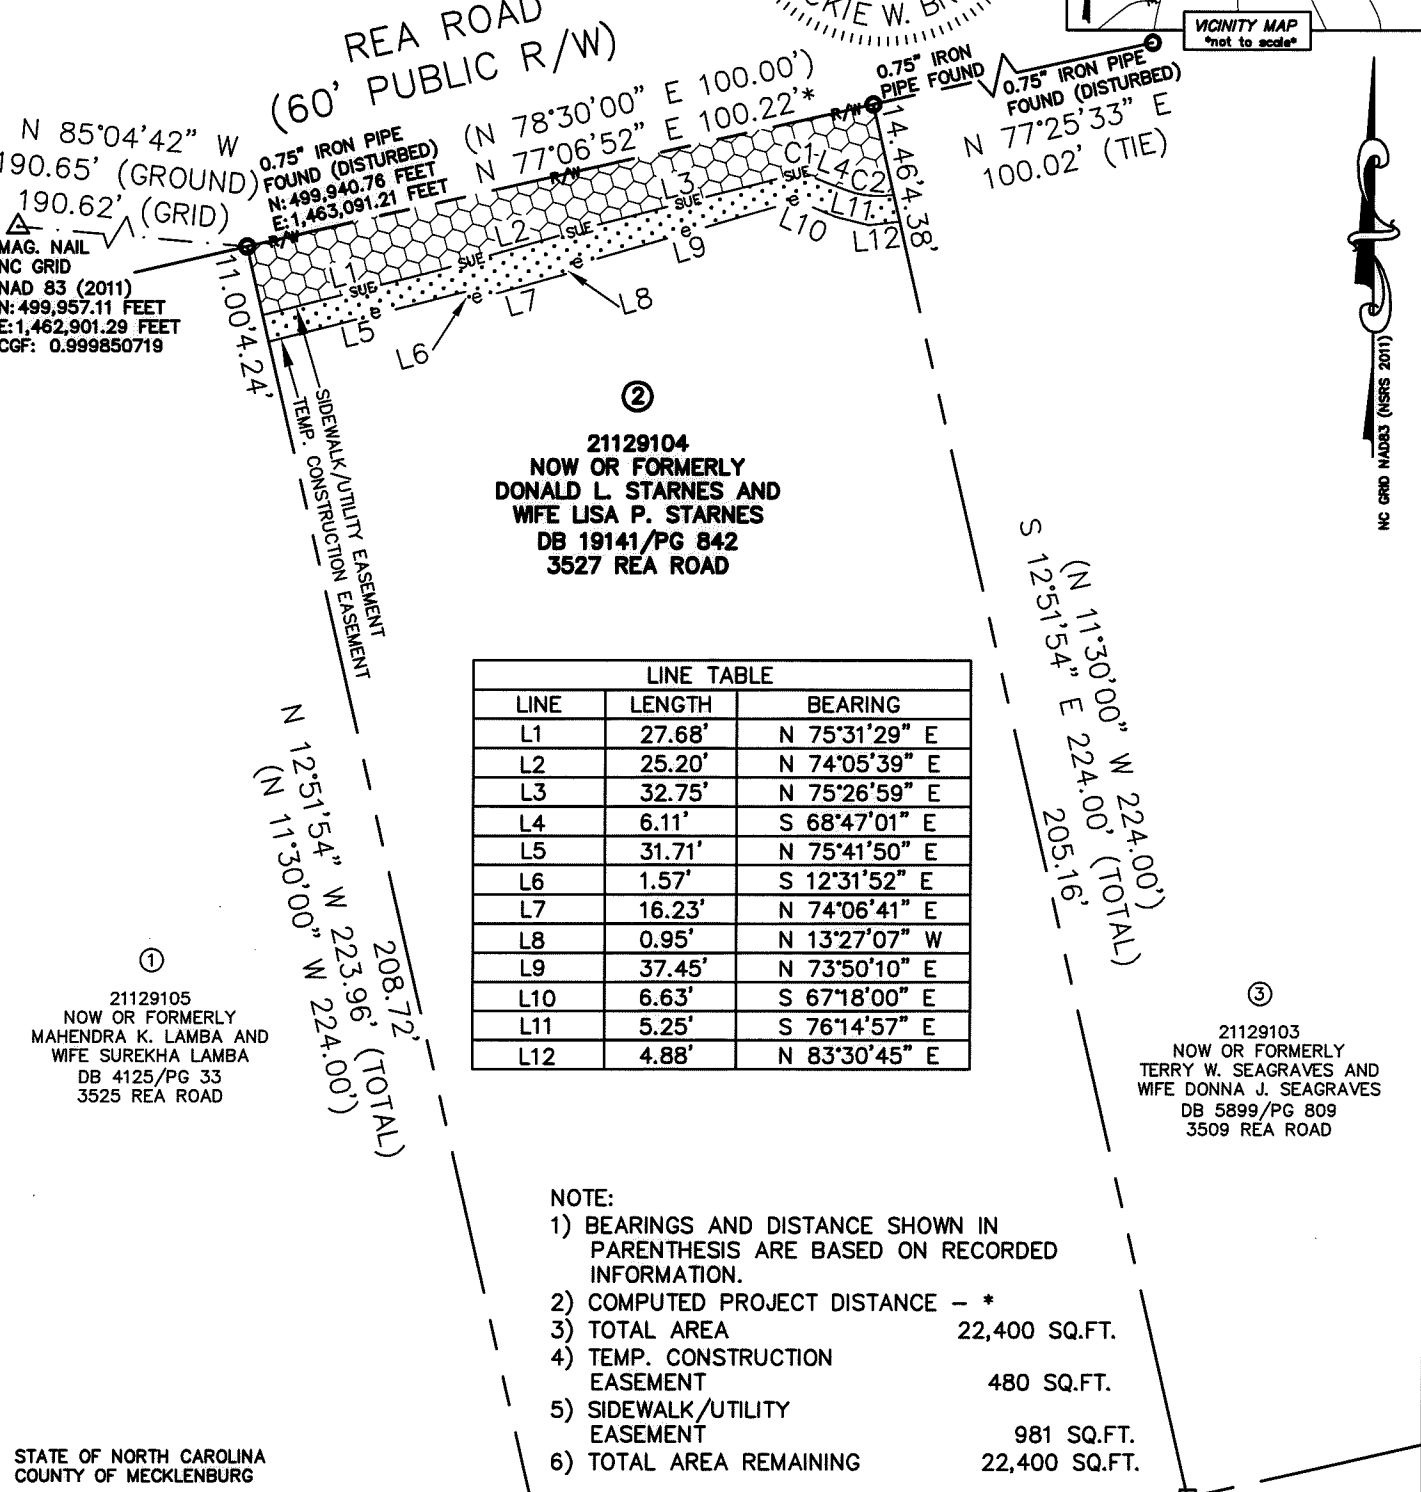 REA ROAD
(60' PUBLIC R/W)
VICINITY MAP
*not to scale*
0.75" IRON
PIPE FOUND
0.75" IRON PIPE
FOUND (DISTURBED)
N 77°25'33" E
100.02' (TIE)
(N 78°30'00" E 100.00')
N 77°06'52" E 100.22'*
N 85°04'42" W
190.65' (GROUND)
190.62' (GRID)
0.75" IRON PIPE
FOUND (DISTURBED)
N: 499,940.76 FEET
E: 1,463,091.21 FEET
MAG. NAIL
NC GRID
NAD 83 (2011)
N: 499,957.11 FEET
E: 1,462,901.29 FEET
CGF: 0.999850719
R/W
R/W
R/W
L1
L2
L3
C1
L4
C2
SUE
SUE
SUE
SUE
e
e
e
e
e
L5
L6
L7
L8
L9
L10
L11
L12
11.00'
4.24'
14.46'
4.38'
SIDEWALK/UTILITY EASEMENT
TEMP. CONSTRUCTION EASEMENT
NC GRID NAD83 (NSRS 2011)
2
21129104
NOW OR FORMERLY
DONALD L. STARNES AND
WIFE LISA P. STARNES
DB 19141/PG 842
3527 REA ROAD
LINE TABLE
LINE LENGTH BEARING
L1 27.68' N 75°31'29" E
L2 25.20' N 74°05'39" E
L3 32.75' N 75°26'59" E
L4 6.11' S 68°47'01" E
L5 31.71' N 75°41'50" E
L6 1.57' S 12°31'52" E
L7 16.23' N 74°06'41" E
L8 0.95' N 13°27'07" W
L9 37.45' N 73°50'10" E
L10 6.63' S 67°18'00" E
L11 5.25' S 76°14'57" E
L12 4.88' N 83°30'45" E
(N 11°30'00" W 224.00')
S 12°51'54" E 224.00' (TOTAL)
205.16'
208.72'
N 12°51'54" W 223.96' (TOTAL)
(N 11°30'00" W 224.00')
1
21129105
NOW OR FORMERLY
MAHENDRA K. LAMBA AND
WIFE SUREKHA LAMBA
DB 4125/PG 33
3525 REA ROAD
3
21129103
NOW OR FORMERLY
TERRY W. SEAGRAVES AND
WIFE DONNA J. SEAGRAVES
DB 5899/PG 809
3509 REA ROAD
NOTE:
1) BEARINGS AND DISTANCE SHOWN IN
PARENTHESIS ARE BASED ON RECORDED
INFORMATION.
2) COMPUTED PROJECT DISTANCE – *
3) TOTAL AREA 22,400 SQ.FT.
4) TEMP. CONSTRUCTION
EASEMENT 480 SQ.FT.
5) SIDEWALK/UTILITY
EASEMENT 981 SQ.FT.
6) TOTAL AREA REMAINING 22,400 SQ.FT.
STATE OF NORTH CAROLINA
COUNTY OF MECKLENBURG